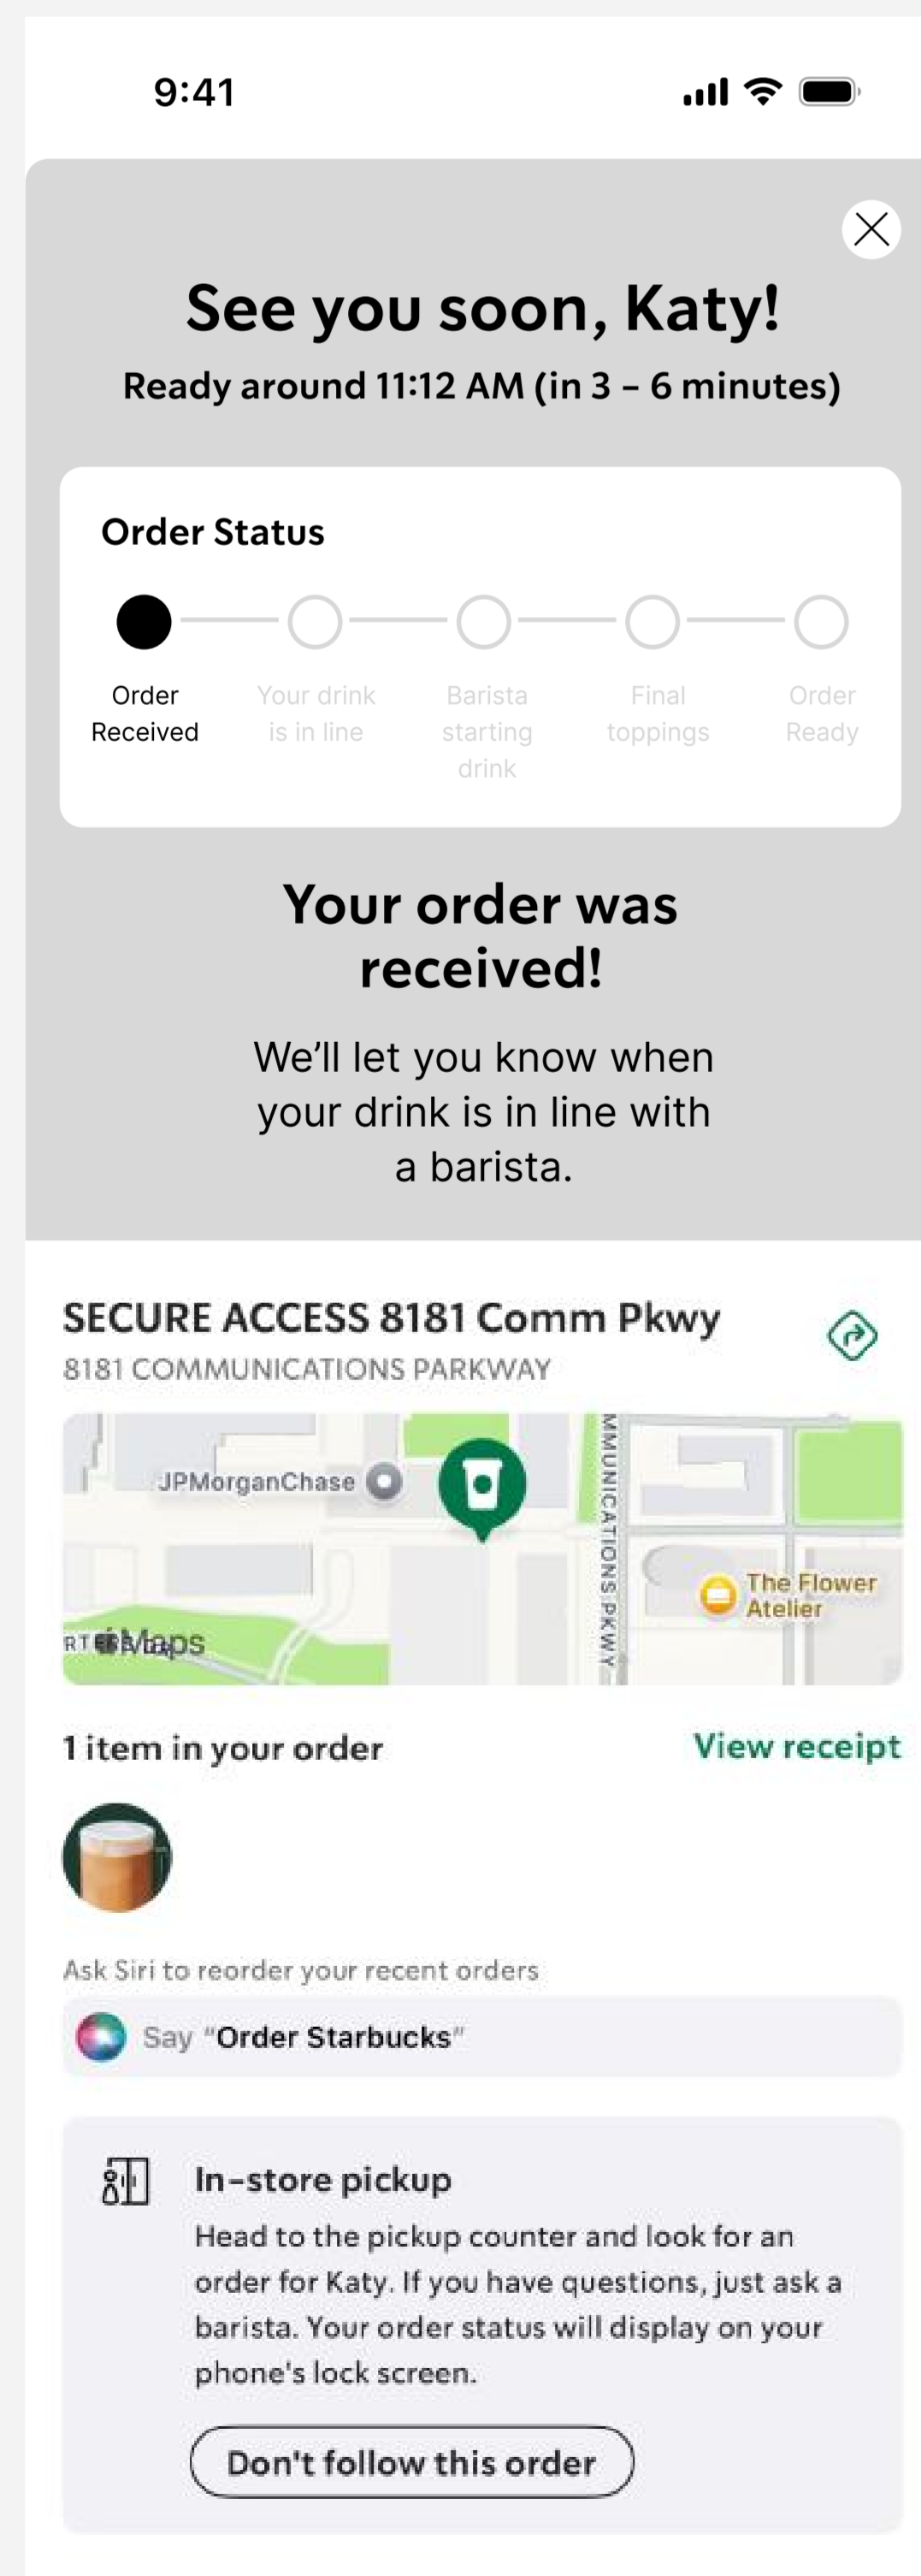 9:41
See you soon, Katy!
Ready around 11:12 AM (in 3 – 6 minutes)
Order Status
Order
Received
Your drink
is in line
Barista
starting
drink
Final
toppings
Order
Ready
Your order was
received!
We’ll let you know when
your drink is in line with
a barista.
SECURE ACCESS 8181 Comm Pkwy
8181 COMMUNICATIONS PARKWAY
JPMorganChase
MMUNICATIONS PKWY
The Flower
Atelier
Maps
1 item in your order
View receipt
Ask Siri to reorder your recent orders
Say “Order Starbucks”
In-store pickup
Head to the pickup counter and look for an
order for Katy. If you have questions, just ask a
barista. Your order status will display on your
phone's lock screen.
Don't follow this order